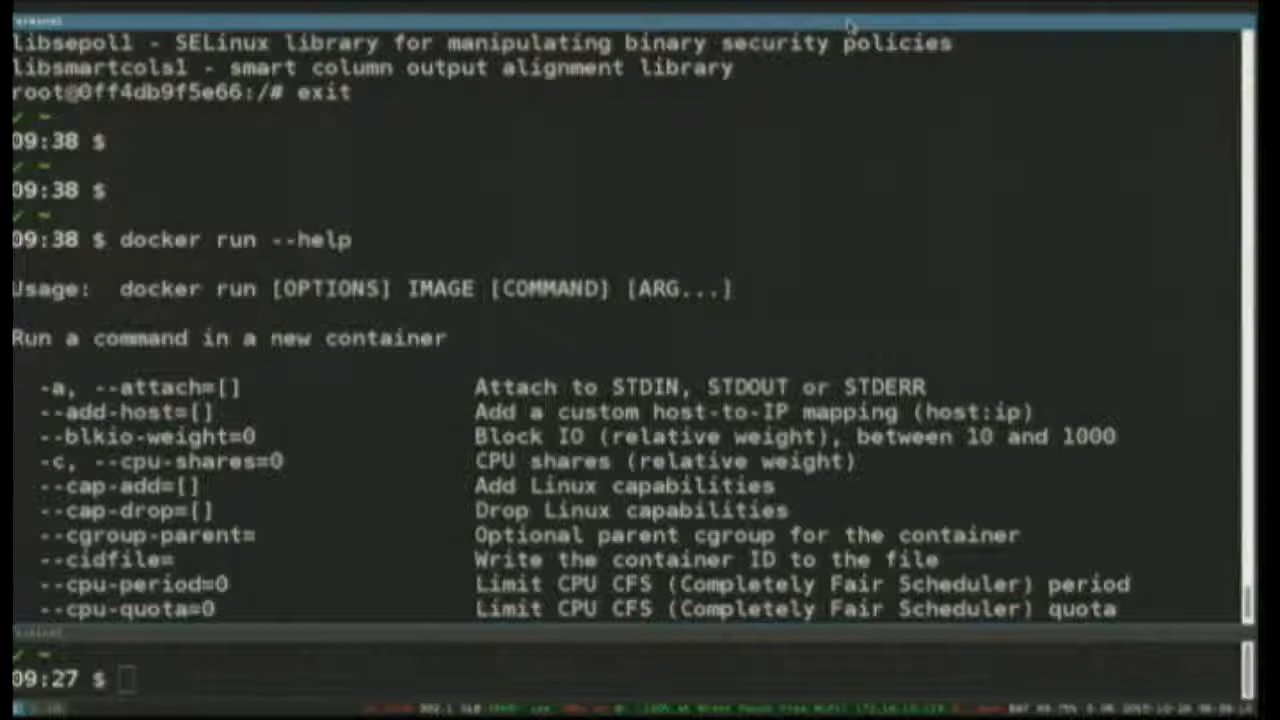 libsepol1 - SELinux library for manipulating binary security policies
libsmartcols1 - smart column output alignment library
root@0ff4db9f5e66:/# exit
✓ ~
09:38 $
✓ ~
09:38 $
✓ ~
09:38 $ docker run --help
Usage:  docker run [OPTIONS] IMAGE [COMMAND] [ARG...]
Run a command in a new container
-a, --attach=[] Attach to STDIN, STDOUT or STDERR
--add-host=[] Add a custom host-to-IP mapping (host:ip)
--blkio-weight=0 Block IO (relative weight), between 10 and 1000
-c, --cpu-shares=0 CPU shares (relative weight)
--cap-add=[] Add Linux capabilities
--cap-drop=[] Drop Linux capabilities
--cgroup-parent= Optional parent cgroup for the container
--cidfile= Write the container ID to the file
--cpu-period=0 Limit CPU CFS (Completely Fair Scheduler) period
--cpu-quota=0 Limit CPU CFS (Completely Fair Scheduler) quota
✓ ~
09:27 $